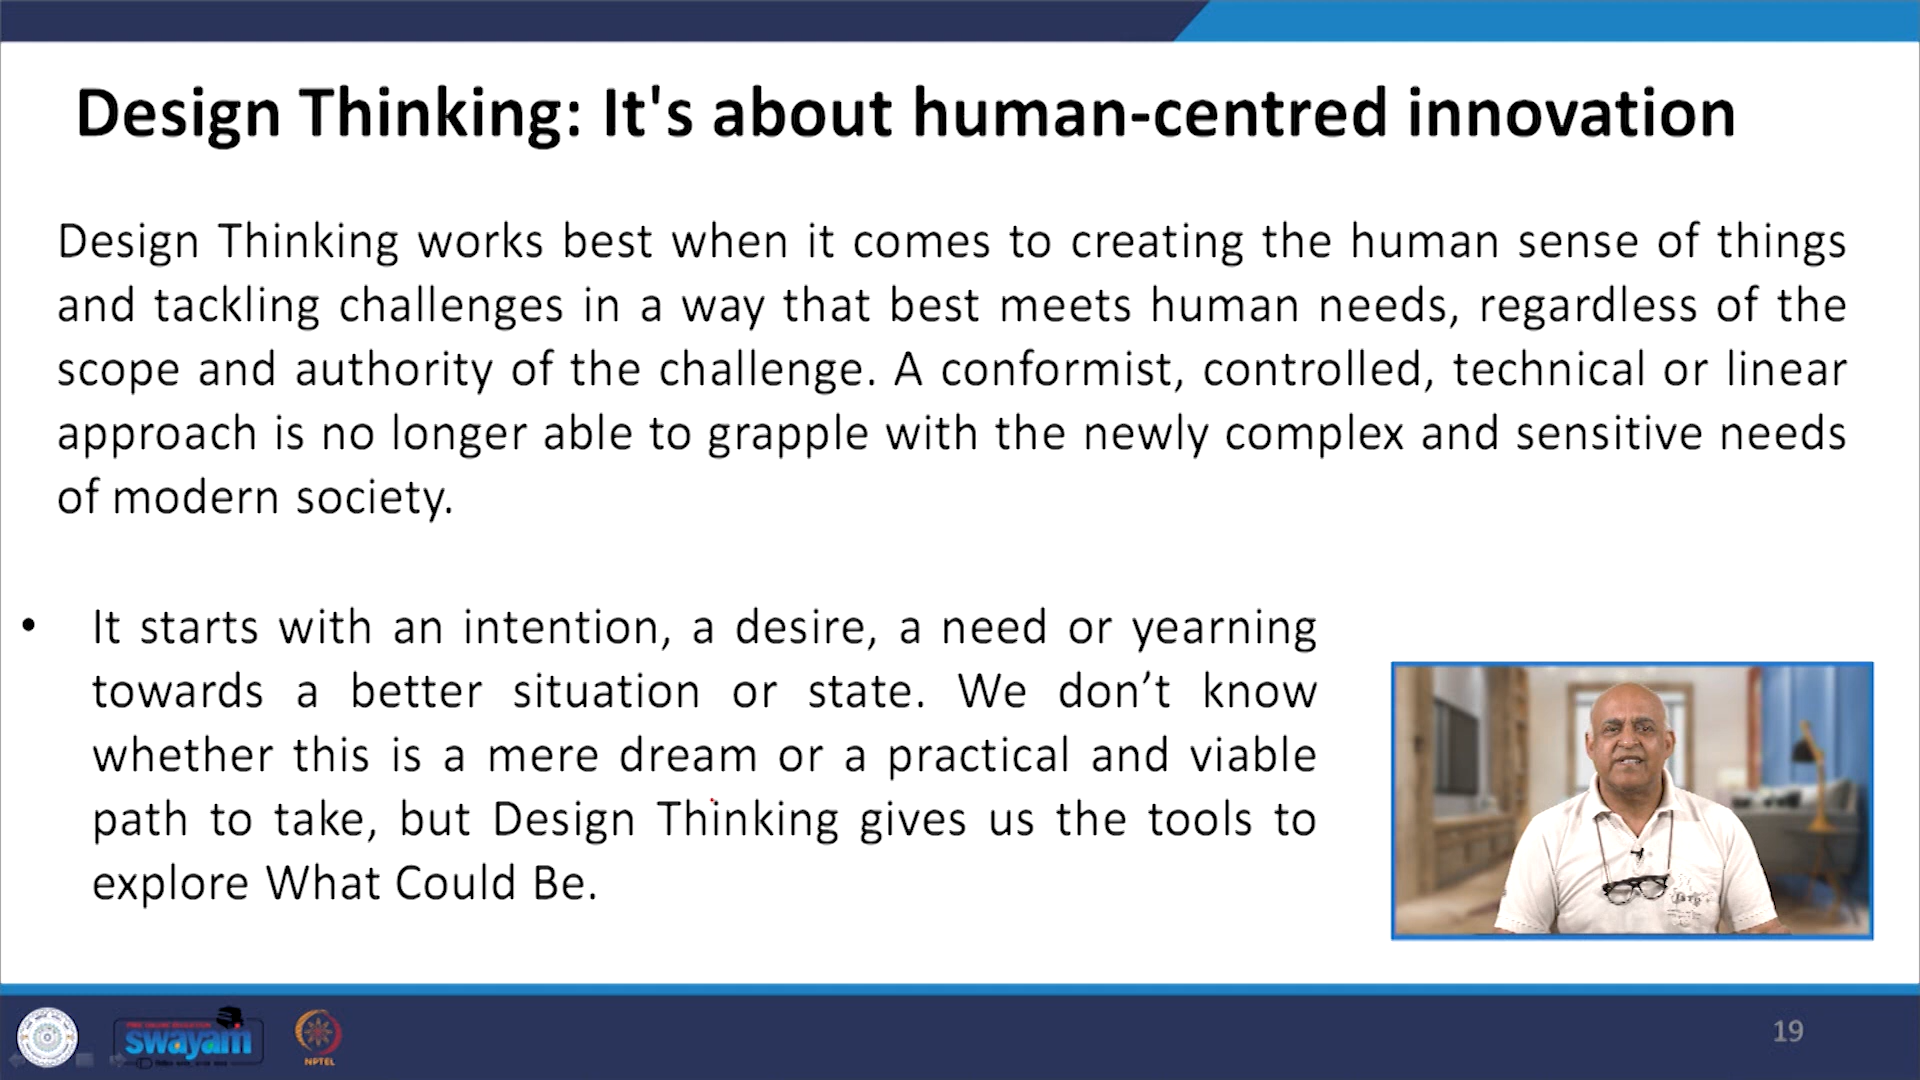 Design Thinking: It's about human-centred innovation
Design Thinking works best when it comes to creating the human sense of things
and tackling challenges in a way that best meets human needs, regardless of the
scope and authority of the challenge. A conformist, controlled, technical or linear
approach is no longer able to grapple with the newly complex and sensitive needs
of modern society.
• It starts with an intention, a desire, a need or yearning
towards a better situation or state. We don’t know
whether this is a mere dream or a practical and viable
path to take, but Design Thinking gives us the tools to
explore What Could Be.
FREE ONLINE EDUCATION
swayam
NPTEL
19